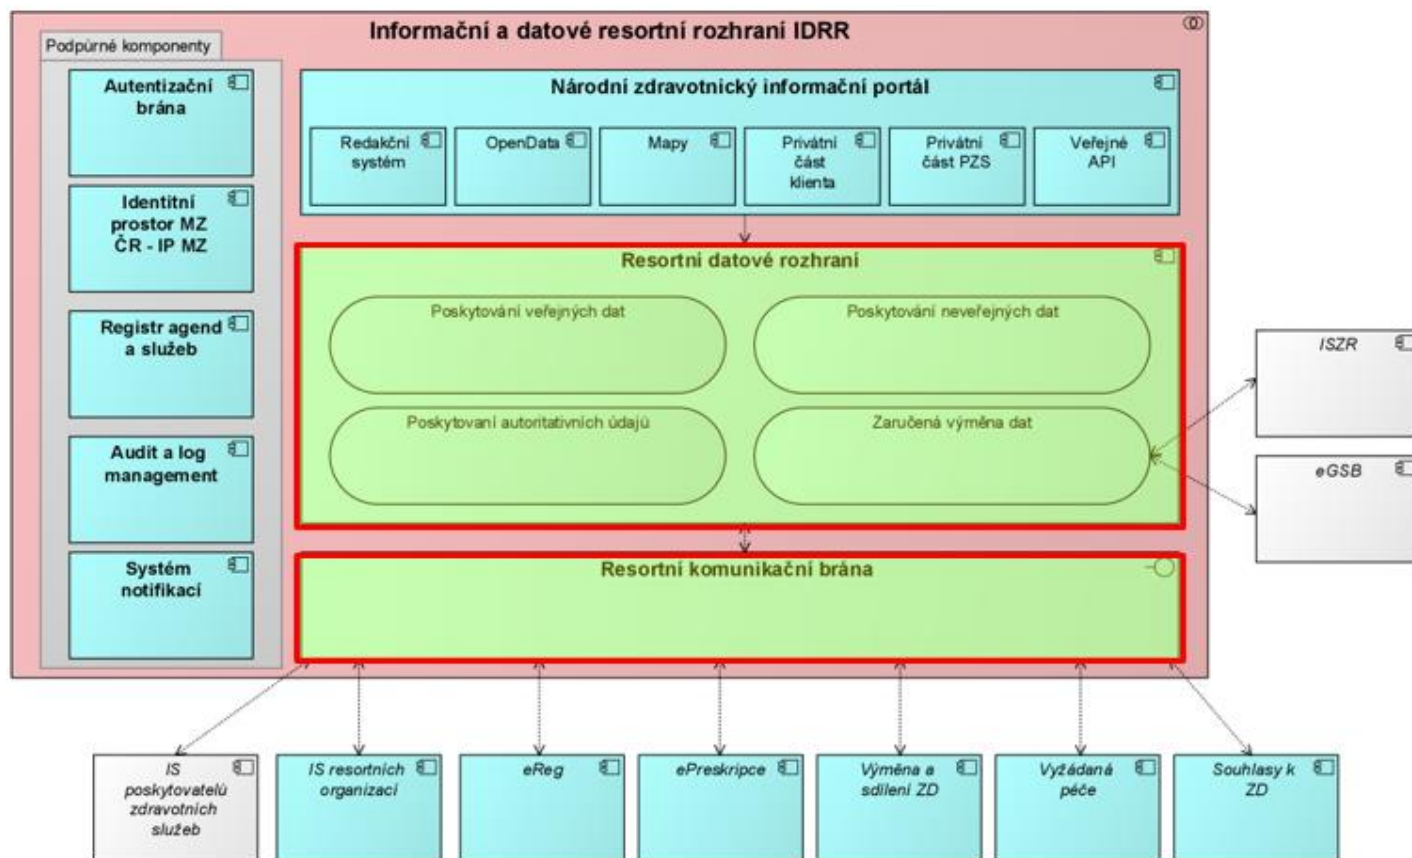 Informační a datové resortní rozhraní IDRR
Podpůrné komponenty
Autentizační
brána
Identitní
prostor MZ
ČR - IP MZ
Registr agend
a služeb
Audit a log
management
Systém
notifikací
Národní zdravotnický informační portál
Redakční
systém
OpenData
Mapy
Privátní
část
klienta
Privátní
část PZS
Veřejné
API
Resortní datové rozhraní
Poskytování veřejných dat
Poskytování neveřejných dat
Poskytovaní autoritativních údajů
Zaručená výměna dat
ISZR
eGSB
Resortní komunikační brána
IS
poskytovatelů
zdravotních
služeb
IS resortních
organizací
eReg
ePreskripce
Výměna a
sdílení ZD
Vyžádaná
péče
Souhlasy k
ZD